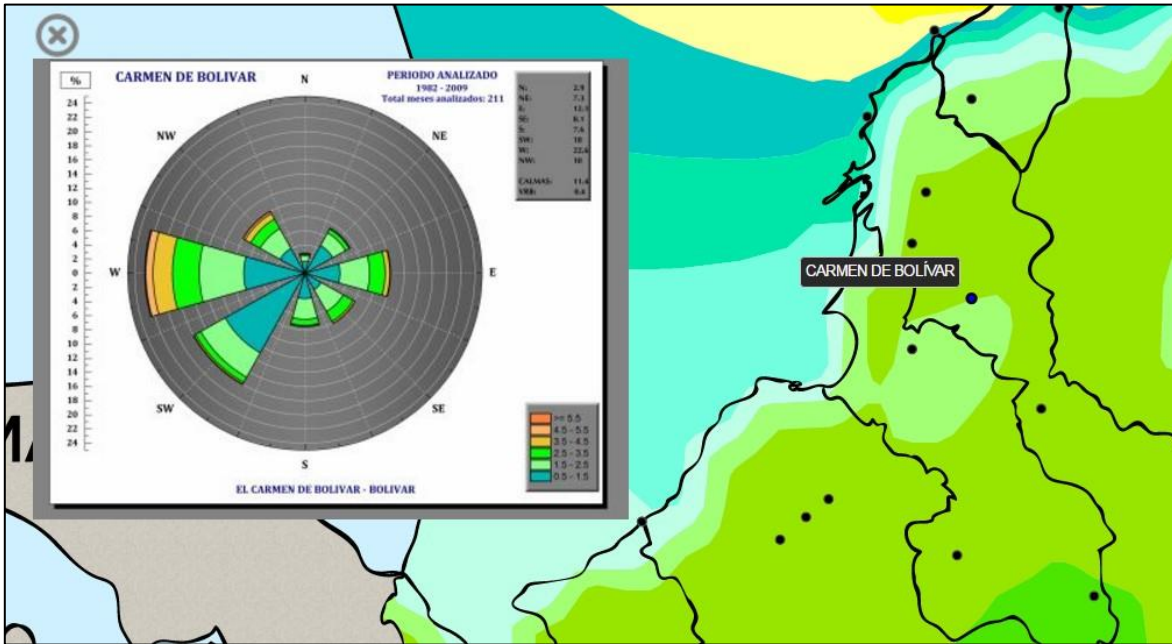 %
CARMEN DE BOLIVAR
PERIODO ANALIZADO
1982 - 2009
Total meses analizados: 211
N
NE
E
SE
S
SW
W
NW
24
22
20
18
16
14
12
10
8
6
4
2
0
2
4
6
8
10
12
14
16
18
20
22
24
N: 2.9
NE: 7.3
E:
SE: 8.1
S: 7.6
SW: 18
W: 22.6
NW: 10
CALMAS: 11.4
VRB: 0.6
>= 5.5
4.5 - 5.5
3.5 - 4.5
2.5 - 3.5
1.5 - 2.5
0.5 - 1.5
EL CARMEN DE BOLIVAR - BOLIVAR
CARMEN DE BOLÍVAR